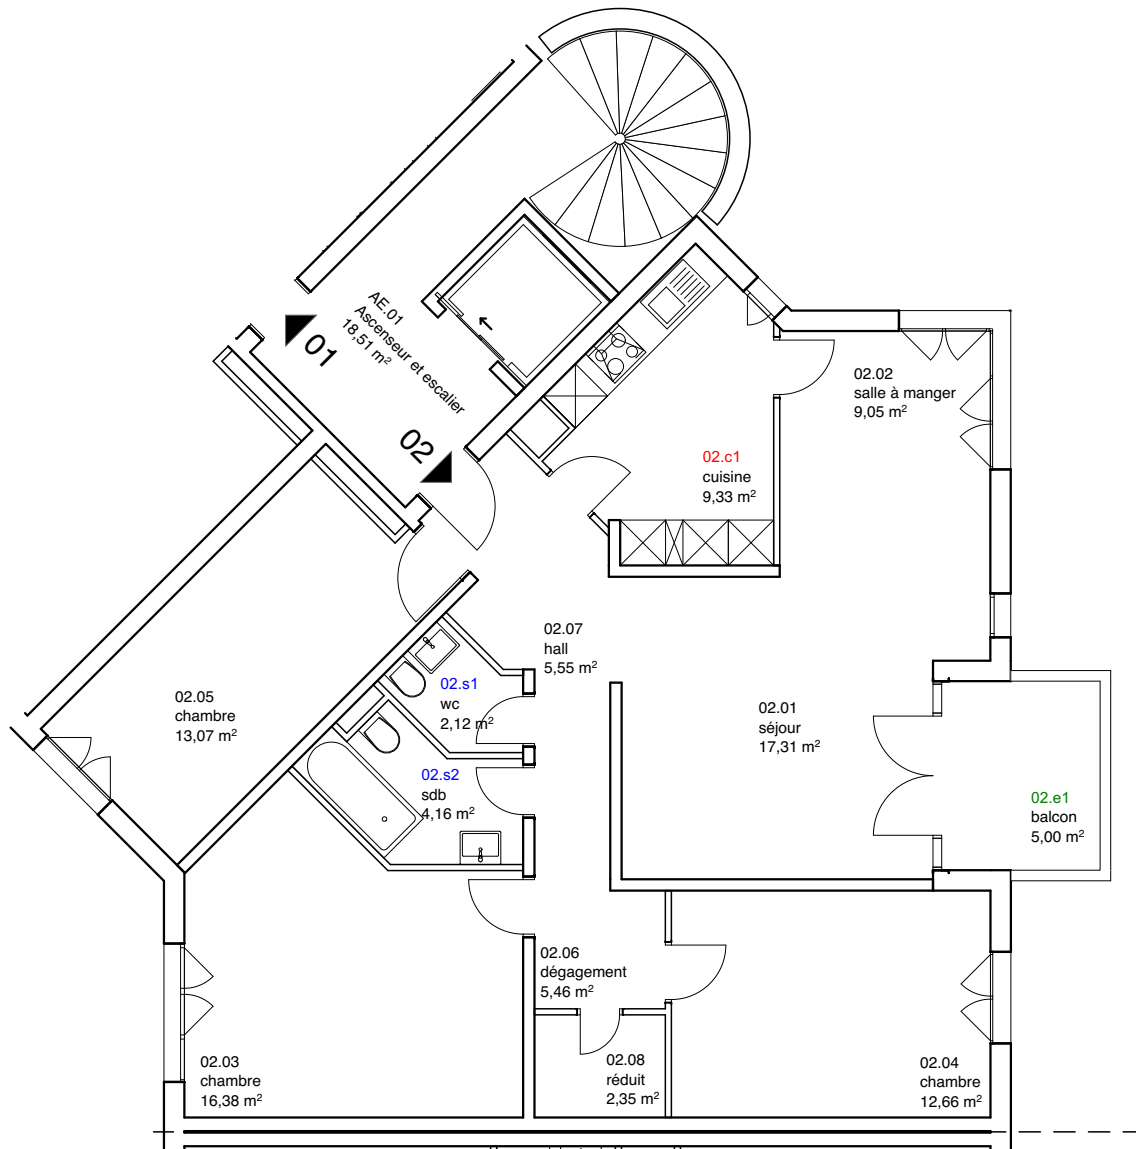 AE.01
Ascenseur et escalier
18,51 m²
01
02
02.02
salle à manger
9,05 m²
02.c1
cuisine
9,33 m²
02.07
hall
5,55 m²
02.s1
wc
2,12 m²
02.05
chambre
13,07 m²
02.01
séjour
17,31 m²
02.s2
sdb
4,16 m²
02.e1
balcon
5,00 m²
02.06
dégagement
5,46 m²
02.03
chambre
16,38 m²
02.08
réduit
2,35 m²
02.04
chambre
12,66 m²